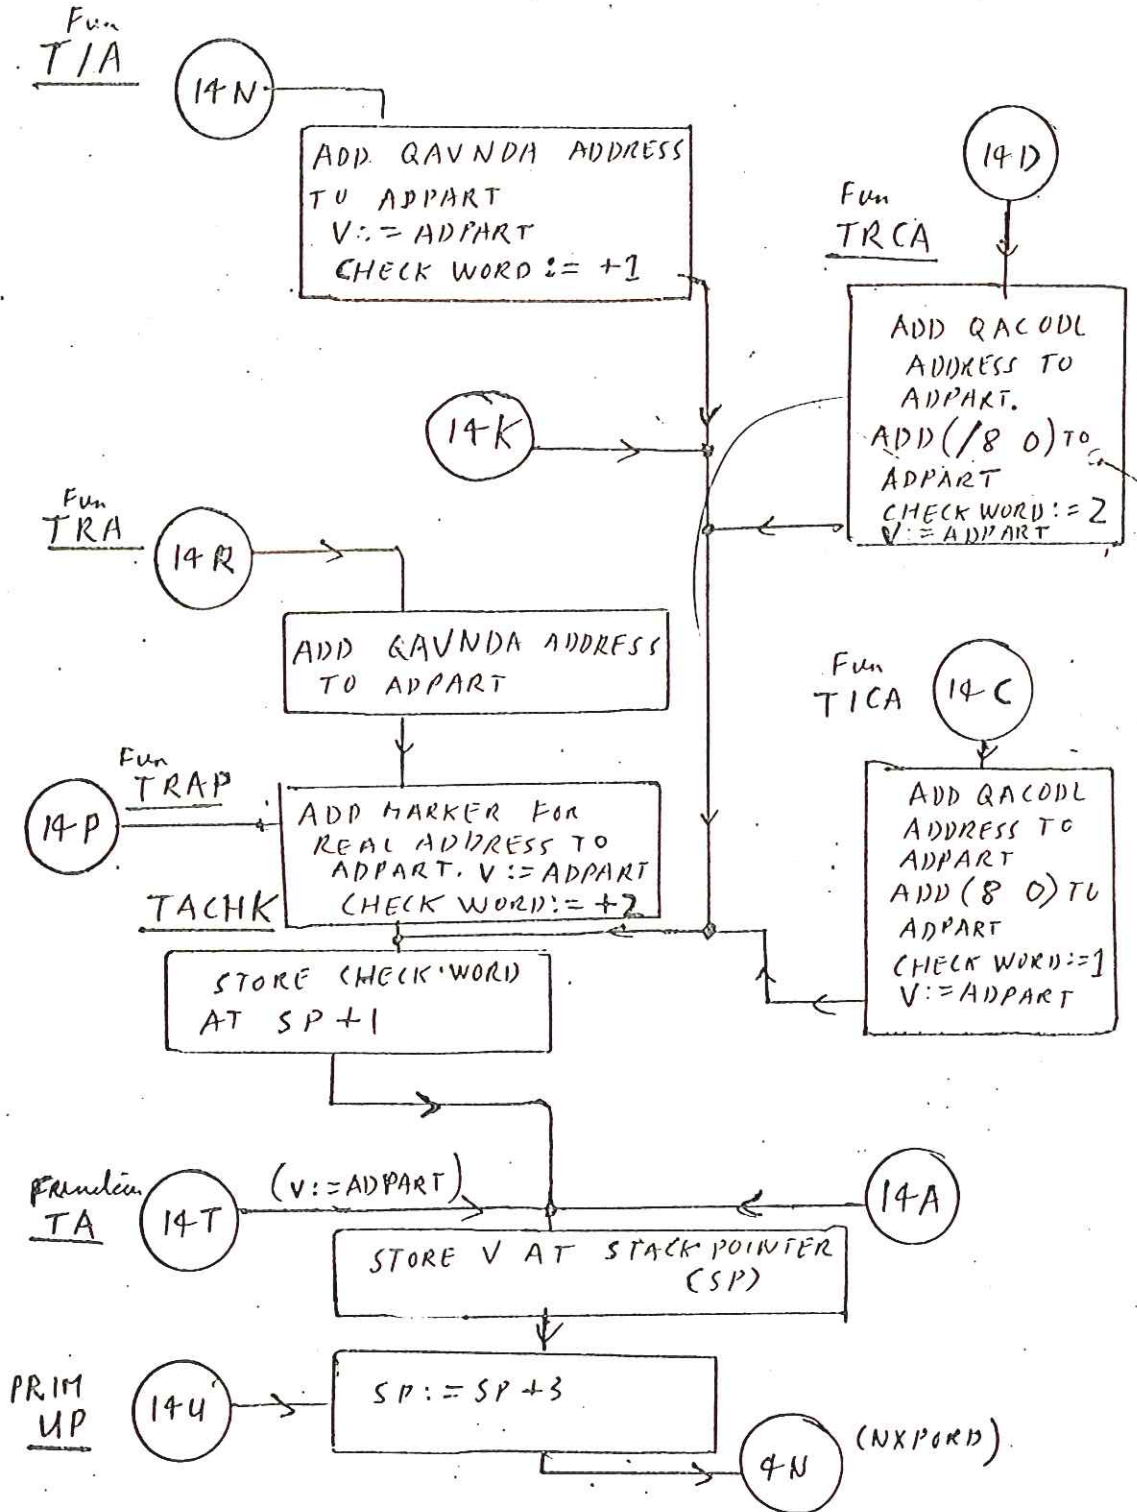 Fun
TIA
14N
ADD QAVNDA ADDRESS
TO ADPART
V:= ADPART
CHECK WORD := +1
14D
Fun
TRCA
ADD QACODL
ADDRESS TO
ADPART.
ADD (/8 0) TO
ADPART
CHECK WORD:=2
V:=ADPART
14K
Fun
TRA
14R
ADD QAVNDA ADDRESS
TO ADPART
Fun
TRAP
14P
ADD MARKER FOR
REAL ADDRESS TO
ADPART. V:=ADPART
CHECK WORD:=+2
Fun
TICA
14C
ADD QACODL
ADDRESS TO
ADPART
ADD (8 0) TO
ADPART
CHECK WORD:=1
V:=ADPART
TACHK
STORE CHECK WORD
AT SP+1
Function
TA
14T
(V:=ADPART)
14A
STORE V AT STACK POINTER
(SP)
PRIM
UP
14U
SP:=SP+3
4N
(NXPORD)